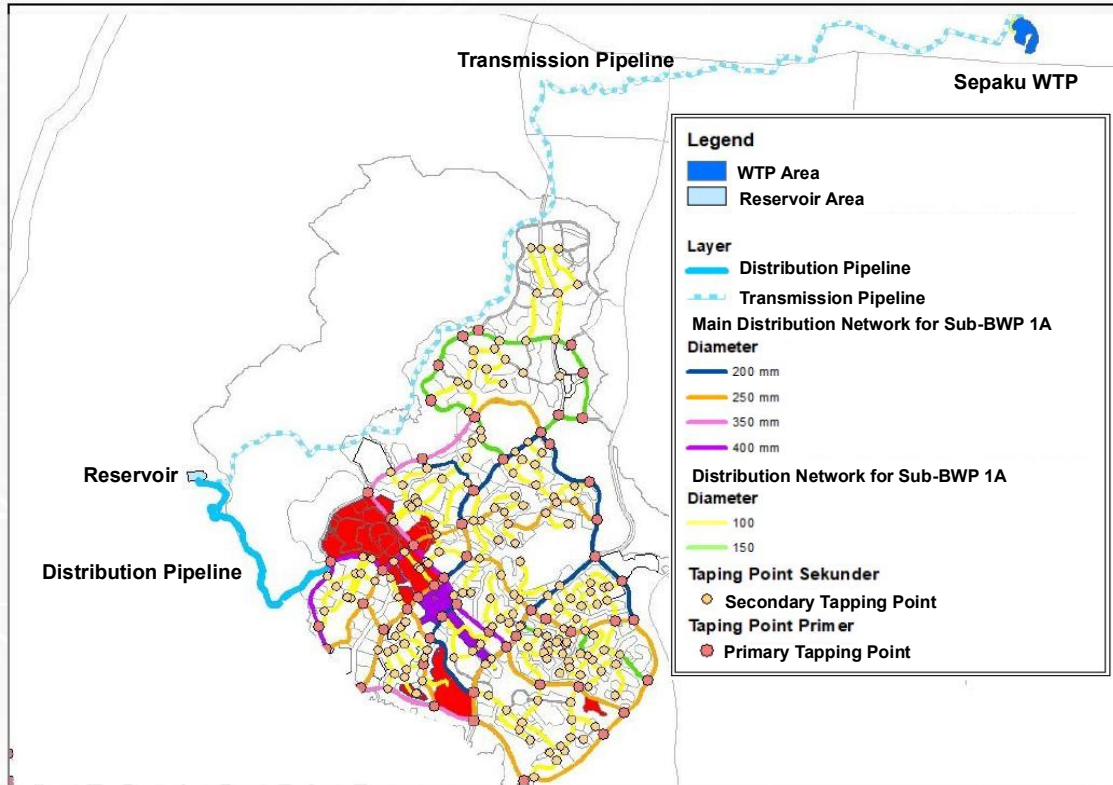 Transmission Pipeline
Sepaku WTP
Legend
WTP Area
Reservoir Area
Layer
Distribution Pipeline
Transmission Pipeline
Main Distribution Network for Sub-BWP 1A
Diameter
200 mm
250 mm
350 mm
400 mm
Distribution Network for Sub-BWP 1A
Diameter
100
150
Taping Point Sekunder
Secondary Tapping Point
Taping Point Primer
Primary Tapping Point
Reservoir
Distribution Pipeline